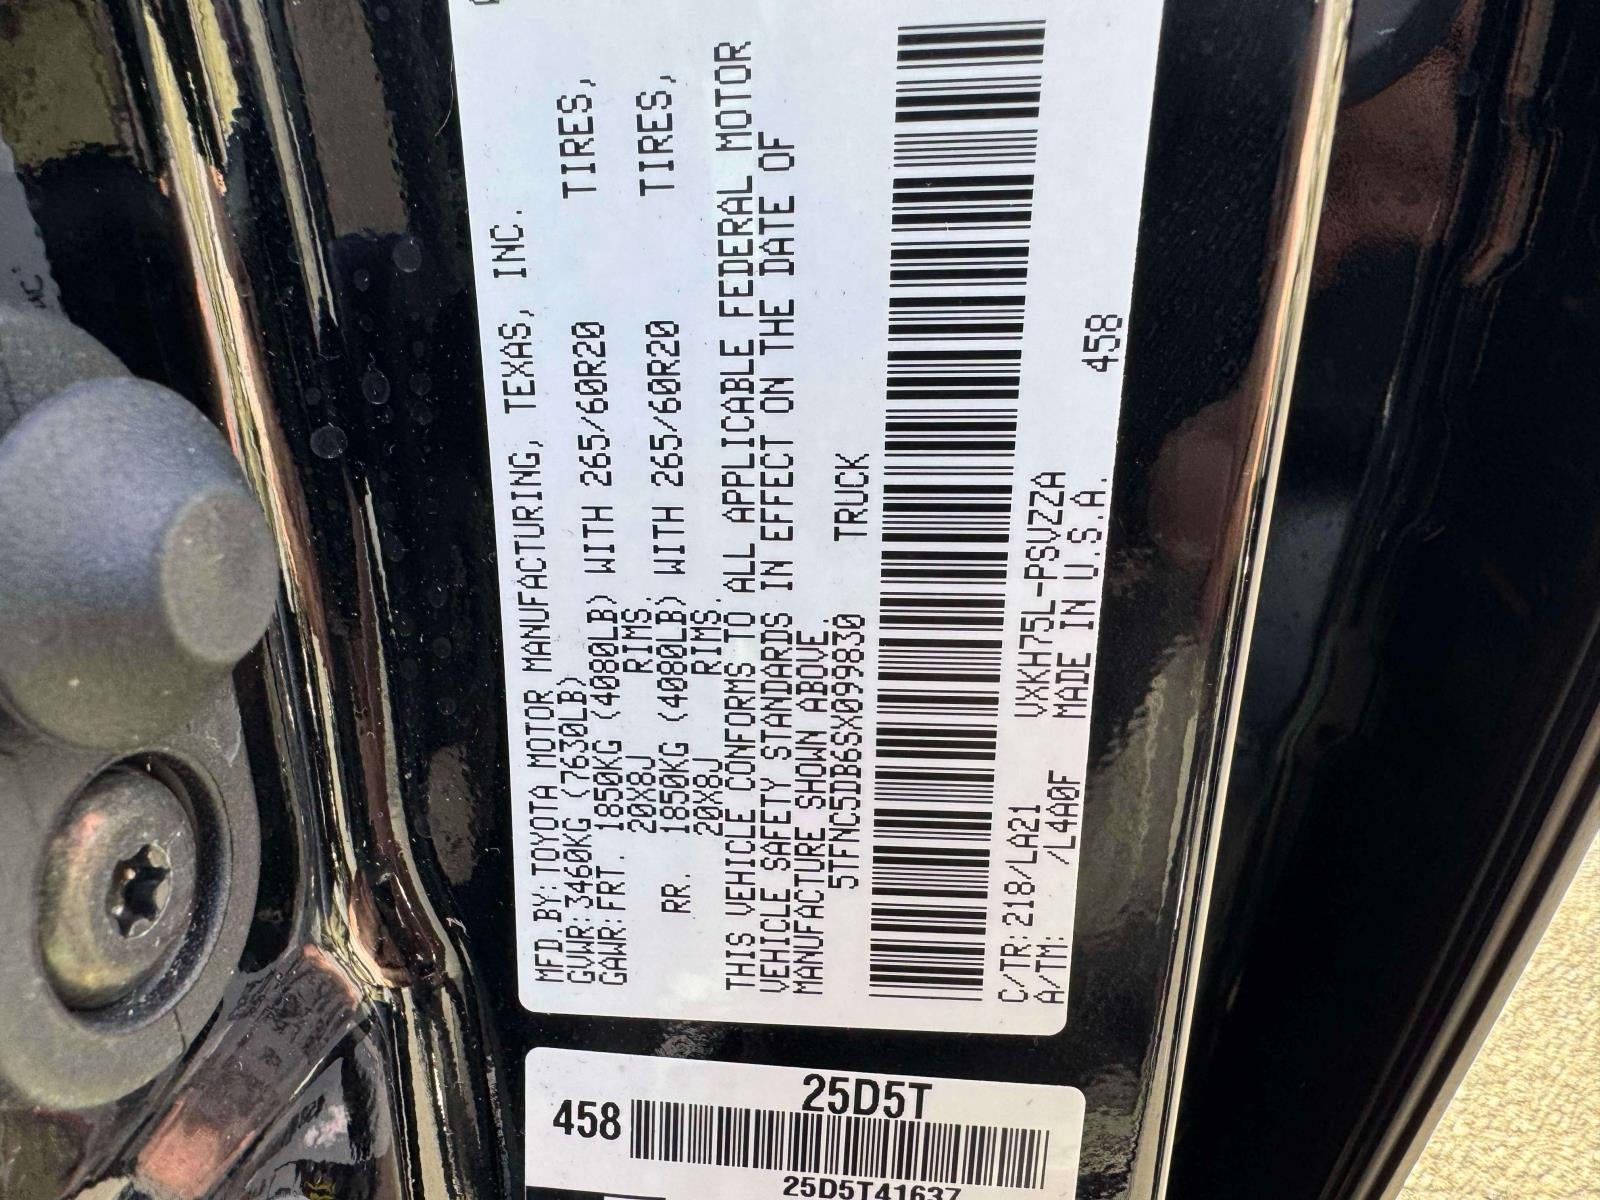 MFD.BY: TOYOTA MOTOR MANUFACTURING, TEXAS, INC.
GVWR: 3460KG (7630LB)
GAWR: FRT. 1850KG (4080LB) WITH 265/60R20 TIRES,
20X8J RIMS.
RR. 1850KG (4080LB) WITH 265/60R20 TIRES,
20X8J RIMS.
THIS VEHICLE CONFORMS TO ALL APPLICABLE FEDERAL MOTOR
VEHICLE SAFETY STANDARDS IN EFFECT ON THE DATE OF
MANUFACTURE SHOWN ABOVE.
5TFNC5DB6SX099830 TRUCK
C/TR: 218/LA21 VXKH75L-PSVZZA
A/TM: /L4A0F MADE IN U.S.A. 458
25D5T
458
25D5T41637